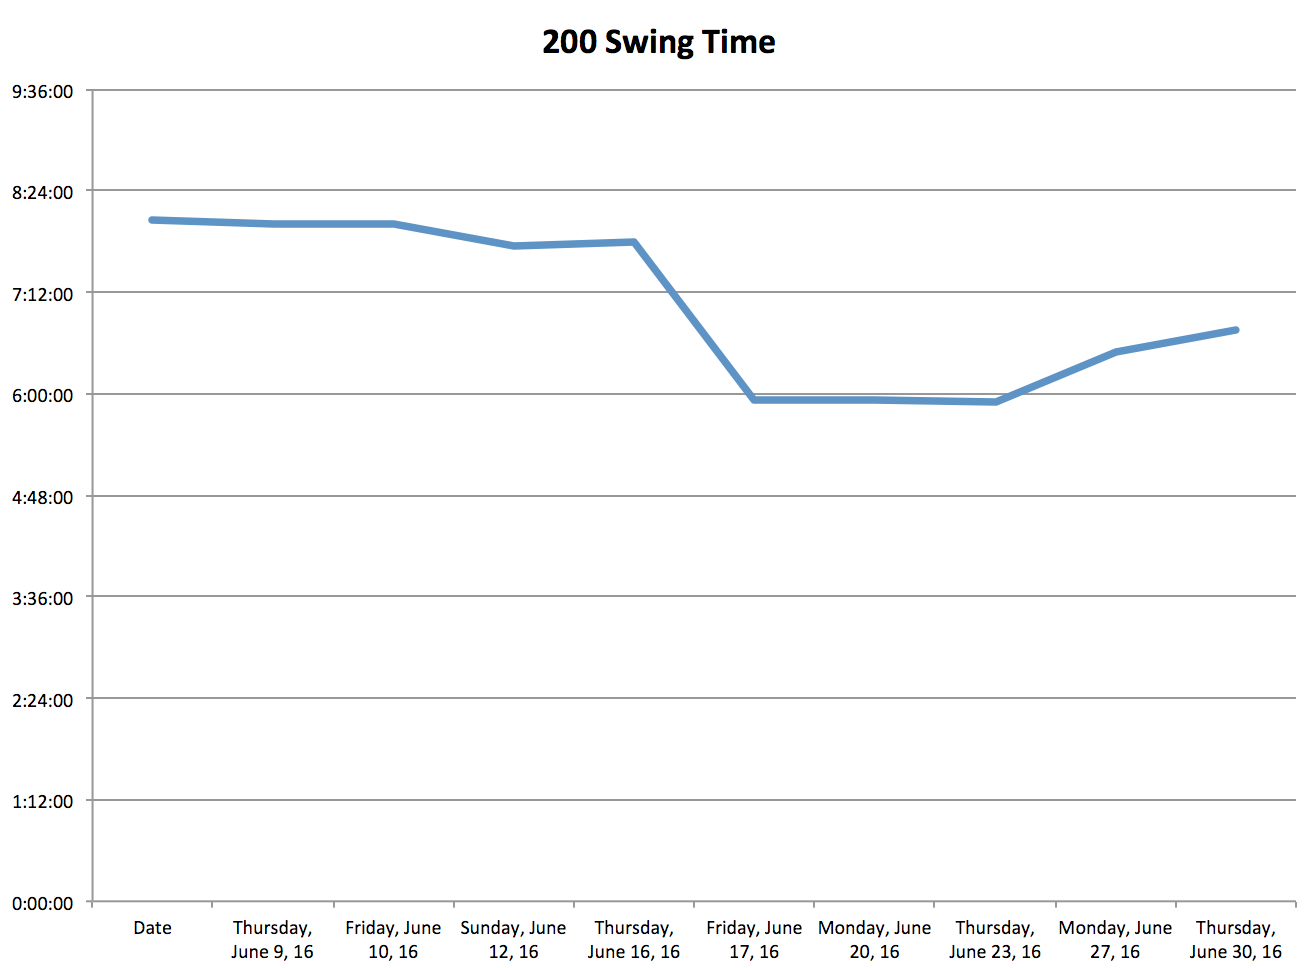 200 Swing Time
9:36:00
8:24:00
7:12:00
6:00:00
4:48:00
3:36:00
2:24:00
1:12:00
0:00:00
Date
Thursday,
June 9, 16
Friday, June
10, 16
Sunday, June
12, 16
Thursday,
June 16, 16
Friday, June
17, 16
Monday, June
20, 16
Thursday,
June 23, 16
Monday, June
27, 16
Thursday,
June 30, 16